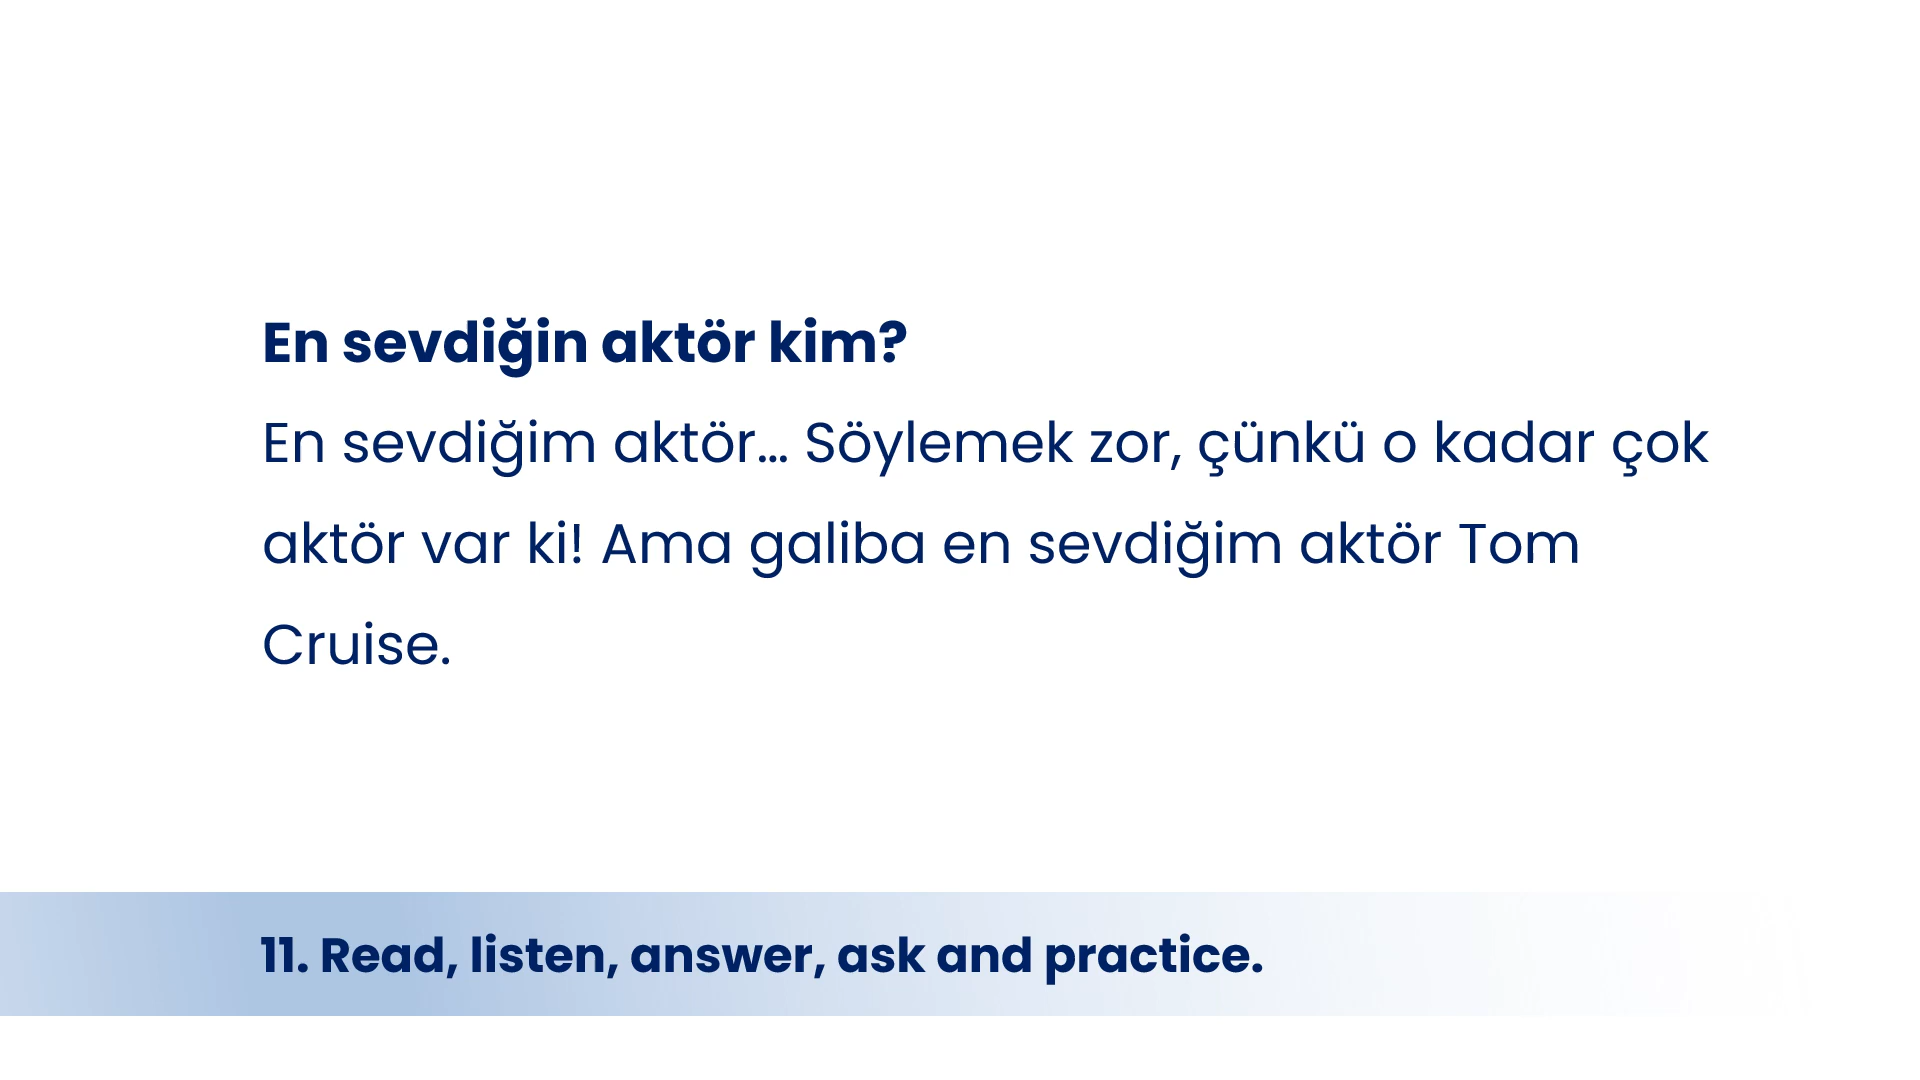 En sevdiğin aktör kim?
En sevdiğim aktör... Söylemek zor, çünkü o kadar çok
aktör var ki! Ama galiba en sevdiğim aktör Tom
Cruise.
11. Read, listen, answer, ask and practice.